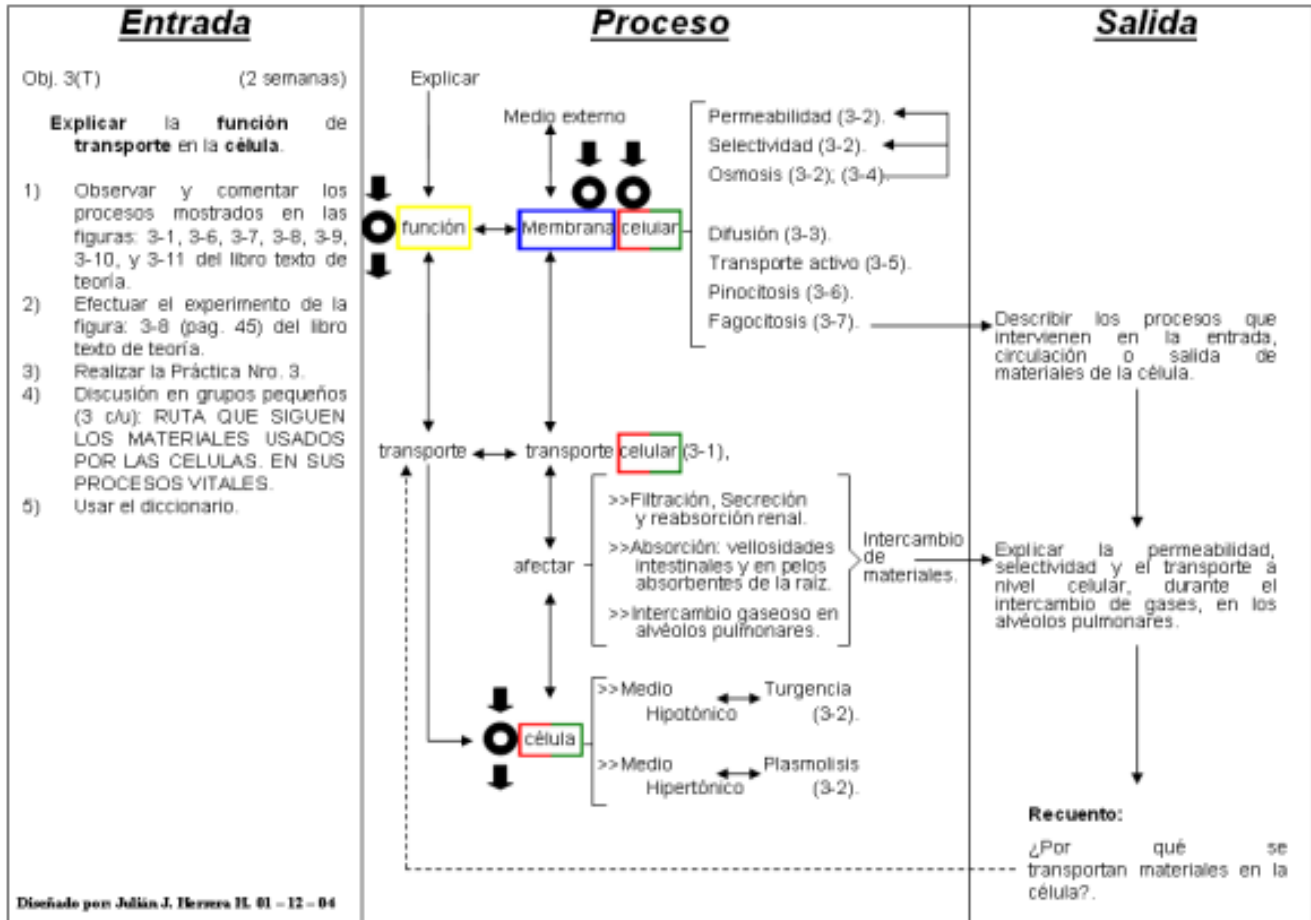 Entrada
Obj. 3(T) (2 semanas)
Explicar la función de
transporte en la célula.
1) Observar y comentar los
procesos mostrados en las
figuras: 3-1, 3-6, 3-7, 3-8, 3-9,
3-10, y 3-11 del libro texto de
teoría.
2) Efectuar el experimento de la
figura: 3-8 (pag. 45) del libro
texto de teoría.
3) Realizar la Práctica Nro. 3.
4) Discusión en grupos pequeños
(3 c/u): RUTA QUE SIGUEN
LOS MATERIALES USADOS
POR LAS CELULAS. EN SUS
PROCESOS VITALES.
5) Usar el diccionario.
Diseñado por: Julián J. Herrera H. 01 – 12 – 04
Proceso
Explicar
Medio externo
función
Membrana celular
Permeabilidad (3-2).
Selectividad (3-2).
Osmosis (3-2); (3-4).
Difusión (3-3).
Transporte activo (3-5).
Pinocitosis (3-6).
Fagocitosis (3-7).
transporte
transporte celular (3-1),
afectar
>>Filtración, Secreción
y reabsorción renal.
>>Absorción: vellosidades
intestinales y en pelos
absorbentes de la raíz.
>>Intercambio gaseoso en
alvéolos pulmonares.
Intercambio
de
materiales.
célula
>>Medio Turgencia
Hipotónico (3-2).
>>Medio Plasmolisis
Hipertónico (3-2).
Salida
Describir los procesos que
intervienen en la entrada,
circulación o salida de
materiales de la célula.
Explicar la permeabilidad,
selectividad y el transporte a
nivel celular, durante el
intercambio de gases, en los
alvéolos pulmonares.
Recuento:
¿Por qué se
transportan materiales en la
célula?.